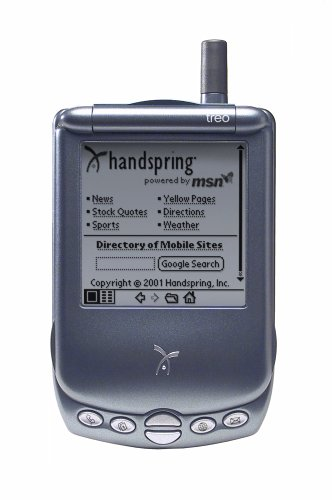 treo
handspring
powered by msn
News Yellow Pages
Stock Quotes Directions
Sports Weather
Directory of Mobile Sites
Google Search
Copyright © 2001 Handspring, Inc.